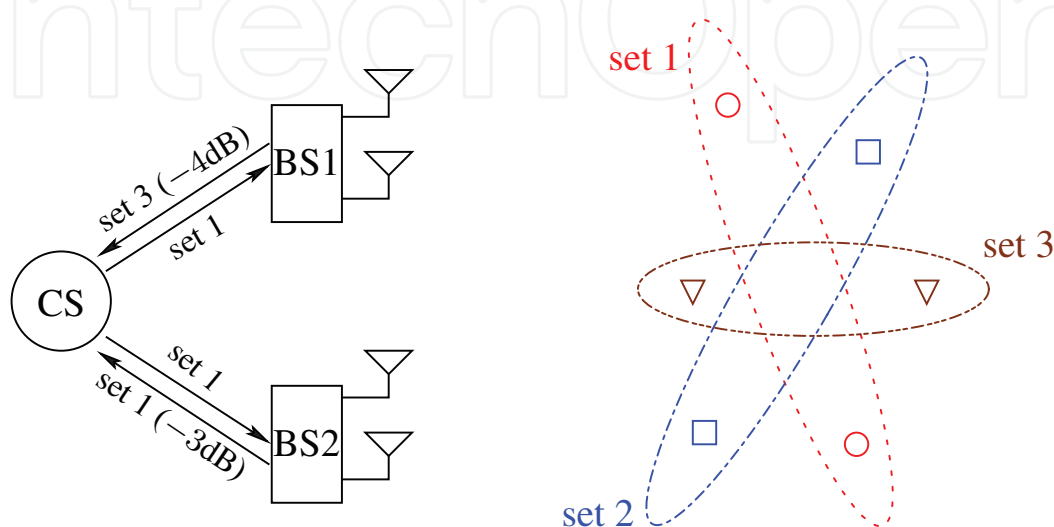 ntechOper
set 1
BS1
set 3 (−4dB)
set 1
set 3
CS
set 1
set 1 (−3dB)
BS2
set 2